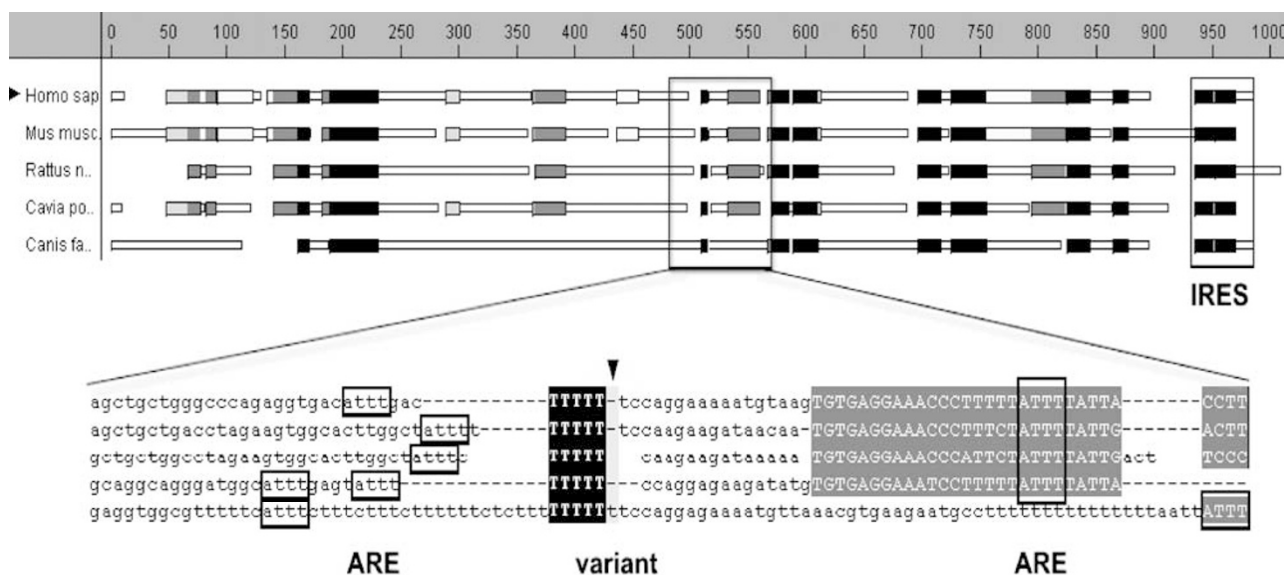 0 50 100 150 200 250 300 350 400 450 500 550 600 650 700 750 800 850 900 950 1000
Homo sap
Mus musc
Rattus n..
Cavia po..
Canis fa..
IRES
agctgctgggcccagaggtgacatttgac------------TTTTT-tccaggaaaaatgtaagTGTGAGGAAACCCTTTTTATTTTATTA-------CCTT
agctgctgacctagaagtggcacttggctattttt-------TTTTT-tccaagaagataacaa-TGTGAGGAAACCCTTTCTATTTTATTG-------ACTT
gctgctggcctagaagtggcacttggctatttc TTTTT caagaagataaaaa TGTGAGGAAACCCATTCTATTTTATTGact TCCC
gcaggcagggatggcatttgagtattt-------------TTTTT- ccaggagaagatatgTGTGAGGAAATCCTTTTTATTTTATTA-----------
gaggtggcgtttttcatttctttctttcttttttctctttTTTTTttccaggagaaaatgttaaacgtgaagaatgcctttttttttttttttttaattATTT
ARE variant ARE